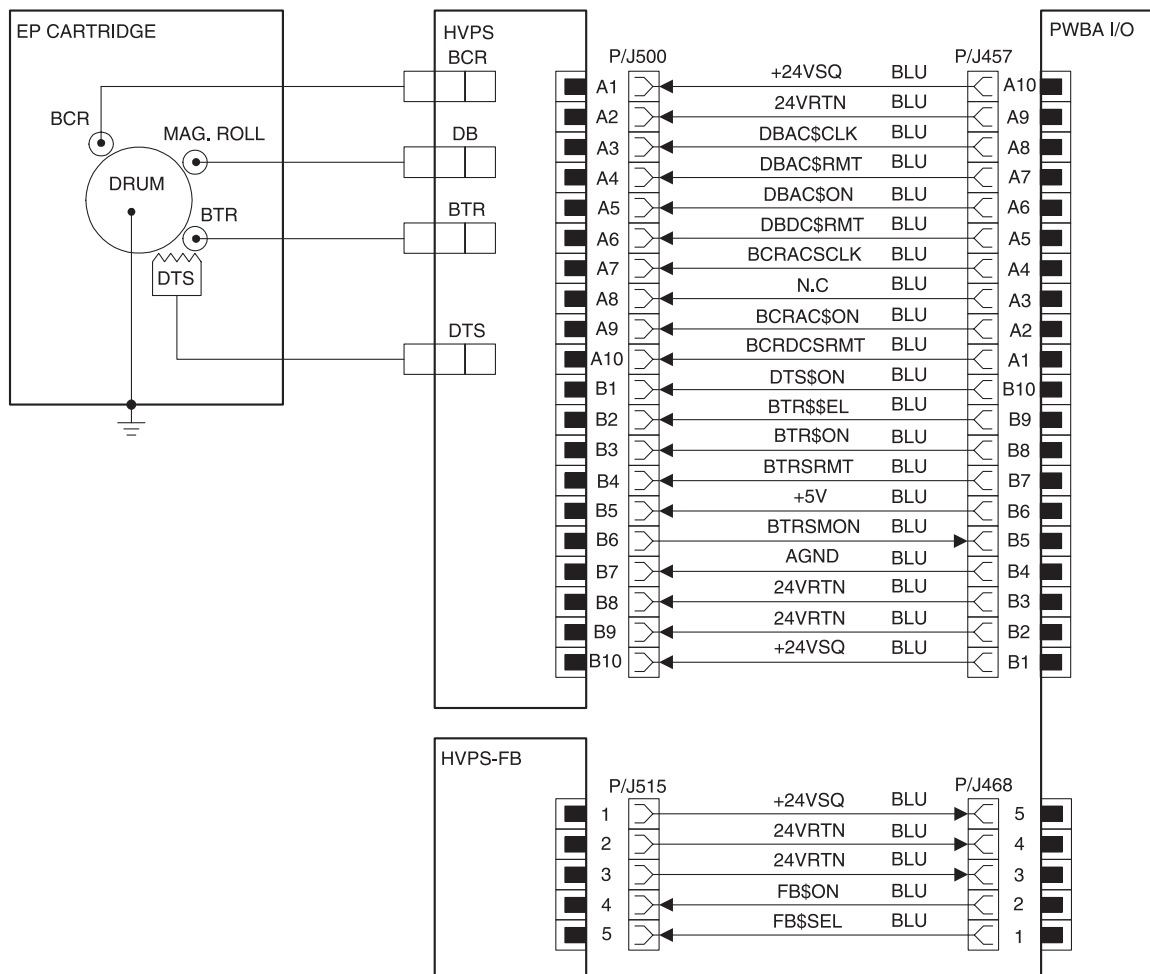 EP CARTRIDGE
BCR
MAG. ROLL
DRUM
BTR
DTS
HVPS
BCR
DB
BTR
DTS
P/J500
P/J457
PWBA I/O
A1 +24VSQ BLU A10
A2 24VRTN BLU A9
A3 DBAC$CLK BLU A8
A4 DBAC$RMT BLU A7
A5 DBAC$ON BLU A6
A6 DBDC$RMT BLU A5
A7 BCRACSCLK BLU A4
A8 N.C BLU A3
A9 BCRAC$ON BLU A2
A10 BCRDCSRMT BLU A1
B1 DTS$ON BLU B10
B2 BTR$$EL BLU B9
B3 BTR$ON BLU B8
B4 BTRSRMT BLU B7
B5 +5V BLU B6
B6 BTRSMON BLU B5
B7 AGND BLU B4
B8 24VRTN BLU B3
B9 24VRTN BLU B2
B10 +24VSQ BLU B1
HVPS-FB
P/J515
P/J468
1 +24VSQ BLU 5
2 24VRTN BLU 4
3 24VRTN BLU 3
4 FB$ON BLU 2
5 FB$SEL BLU 1